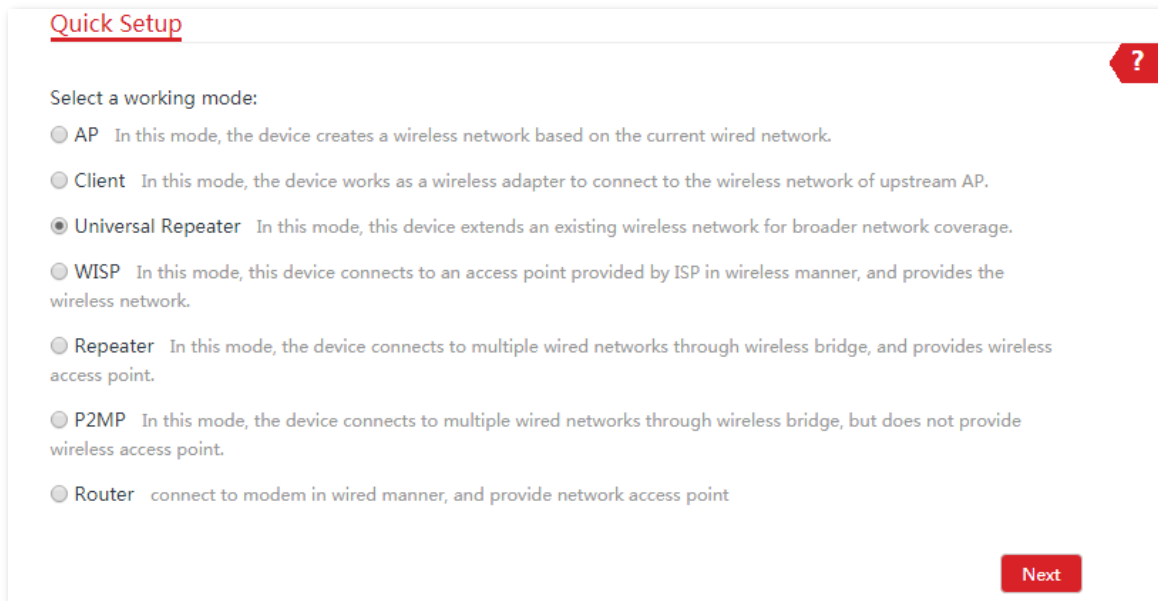 Quick Setup
?
Select a working mode:
AP In this mode, the device creates a wireless network based on the current wired network.
Client In this mode, the device works as a wireless adapter to connect to the wireless network of upstream AP.
Universal Repeater In this mode, this device extends an existing wireless network for broader network coverage.
WISP In this mode, this device connects to an access point provided by ISP in wireless manner, and provides the
wireless network.
Repeater In this mode, the device connects to multiple wired networks through wireless bridge, and provides wireless
access point.
P2MP In this mode, the device connects to multiple wired networks through wireless bridge, but does not provide
wireless access point.
Router connect to modem in wired manner, and provide network access point
Next